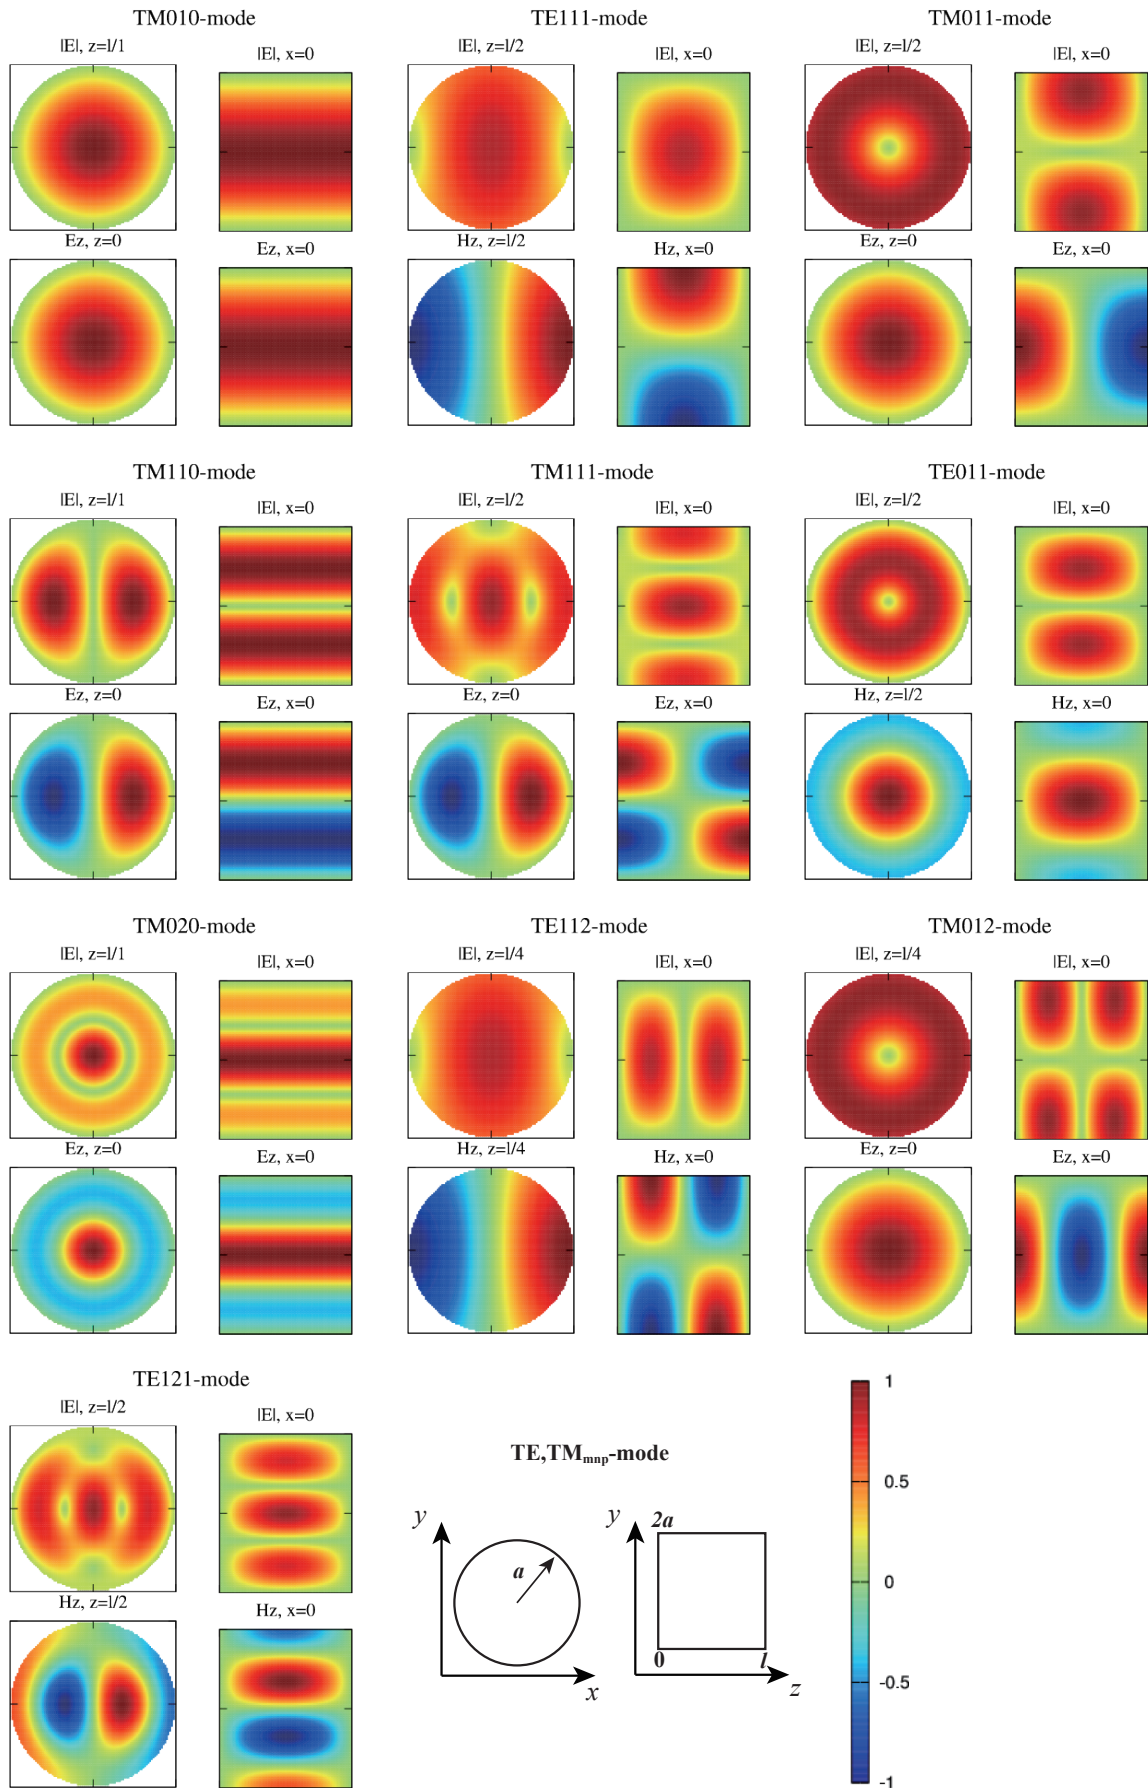 TM010-mode
TE111-mode
TM011-mode
|E|, z=l/1
|E|, x=0
|E|, z=l/2
|E|, x=0
|E|, z=l/2
|E|, x=0
Ez, z=0
Ez, x=0
Hz, z=l/2
Hz, x=0
Ez, z=0
Ez, x=0
TM110-mode
TM111-mode
TE011-mode
|E|, z=l/1
|E|, x=0
|E|, z=l/2
|E|, x=0
|E|, z=l/2
|E|, x=0
Ez, z=0
Ez, x=0
Ez, z=0
Ez, x=0
Hz, z=l/2
Hz, x=0
TM020-mode
TE112-mode
TM012-mode
|E|, z=l/1
|E|, x=0
|E|, z=l/4
|E|, x=0
|E|, z=l/4
|E|, x=0
Ez, z=0
Ez, x=0
Hz, z=l/4
Hz, x=0
Ez, z=0
Ez, x=0
TE121-mode
|E|, z=l/2
|E|, x=0
Hz, z=l/2
Hz, x=0
TE,TMmnp-mode
y
a
x
y
2a
0
l
z
1
0.5
0
-0.5
-1